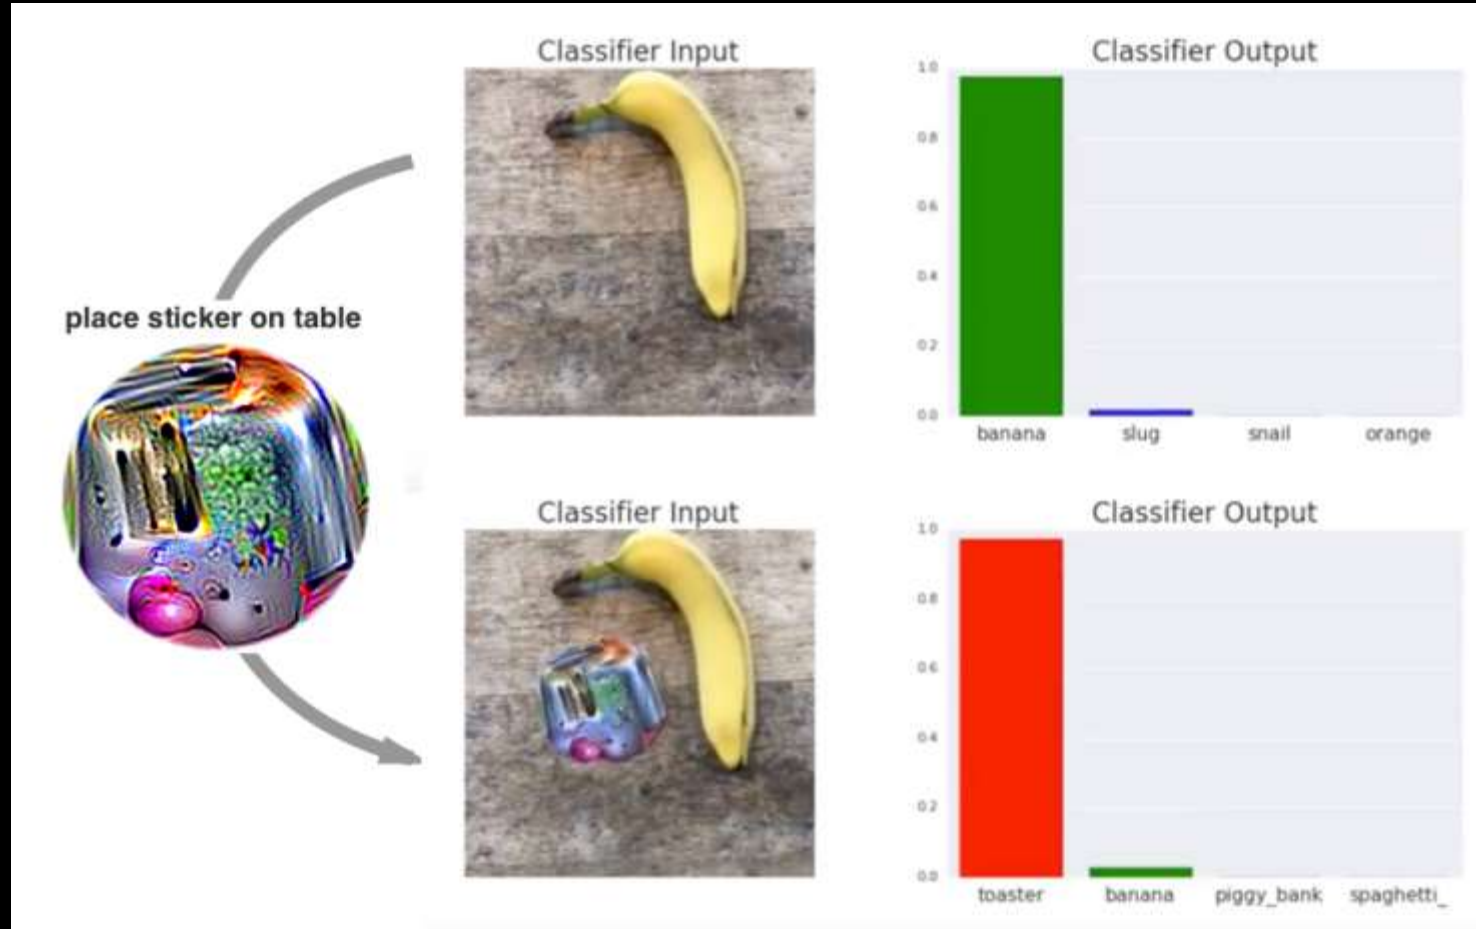 Classifier Input
Classifier Output
1.0
0.8
0.6
0.4
0.2
0.0
banana slug snail orange
place sticker on table
Classifier Input
Classifier Output
1.0
0.8
0.6
0.4
0.2
0.0
toaster banana piggy_bank spaghetti_